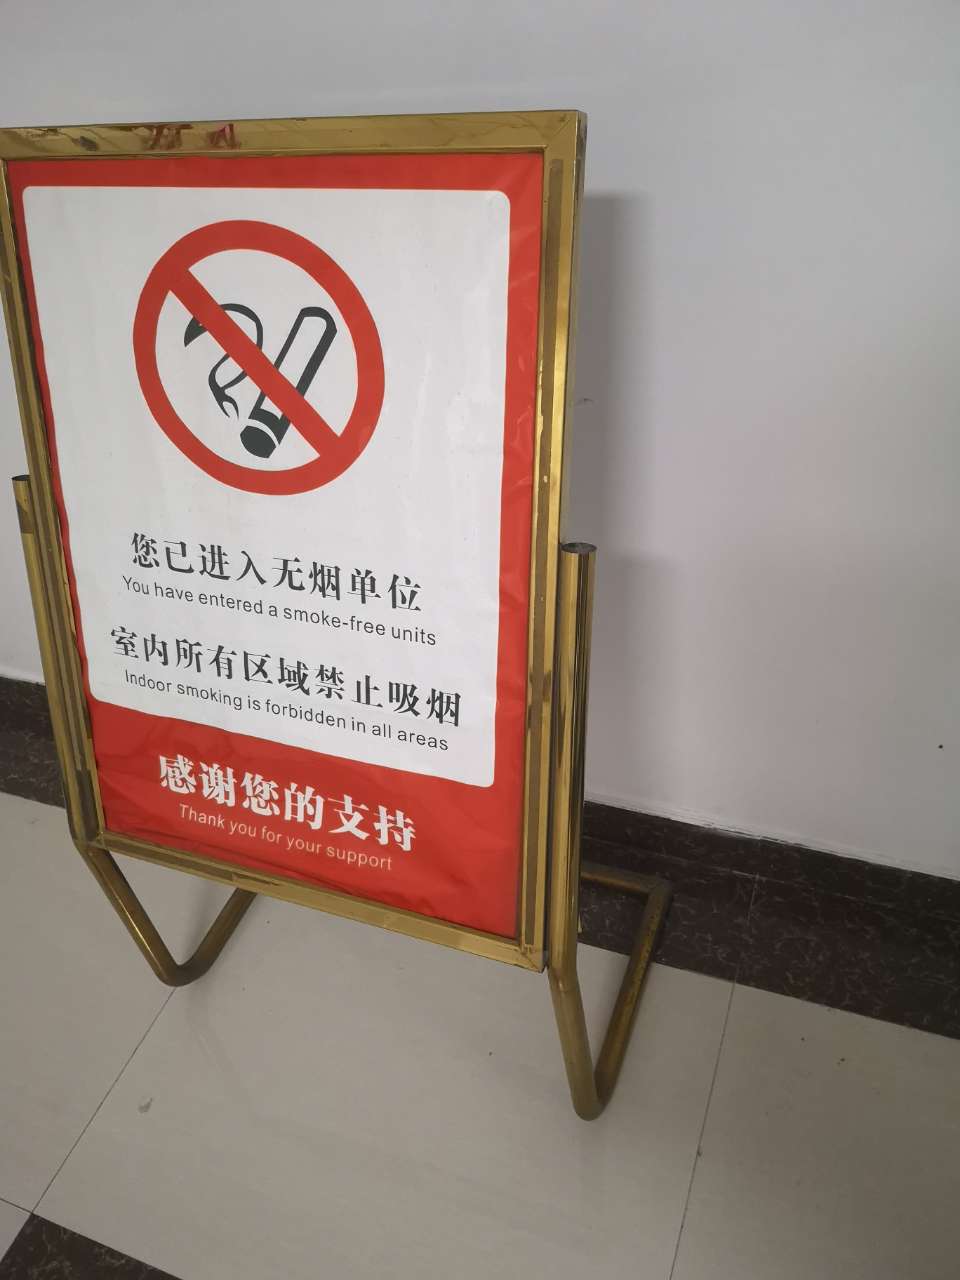 您已进入无烟单位
You have entered a smoke-free units
室内所有区域禁止吸烟
Indoor smoking is forbidden in all areas
感谢您的支持
Thank you for your support